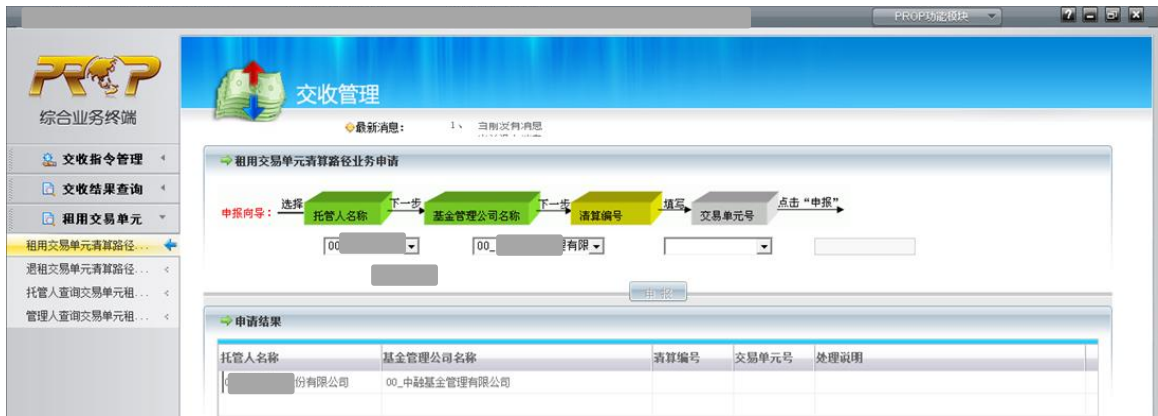 PROP功能模块
PROP
综合业务终端
交收管理
最新消息： 1、 当前没有消息
交收指令管理
交收结果查询
租用交易单元
租用交易单元清算路径...
退租交易单元清算路径...
托管人查询交易单元租...
管理人查询交易单元租...
租用交易单元清算路径业务申请
申报向导： 选择 托管人名称 下一步 基金管理公司名称 下一步 清算编号 填写 交易单元号 点击“申报”
00 00_ 有限
申报
申请结果
托管人名称 基金管理公司名称 清算编号 交易单元号 处理说明
份有限公司 00_中融基金管理有限公司